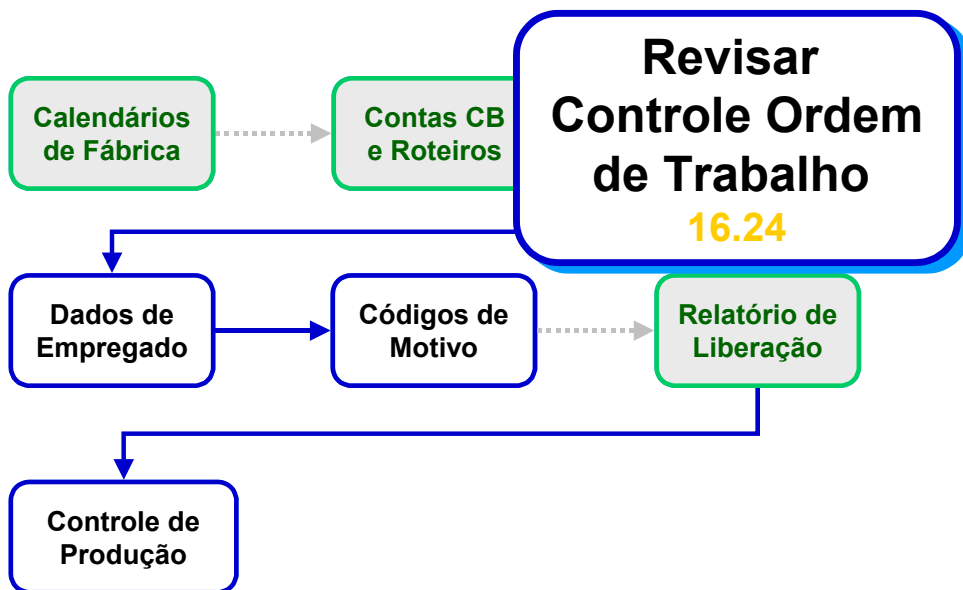 Calendários
de Fábrica
Contas CB
e Roteiros
Revisar
Controle Ordem
de Trabalho
16.24
Dados de
Empregado
Códigos de
Motivo
Relatório de
Liberação
Controle de
Produção